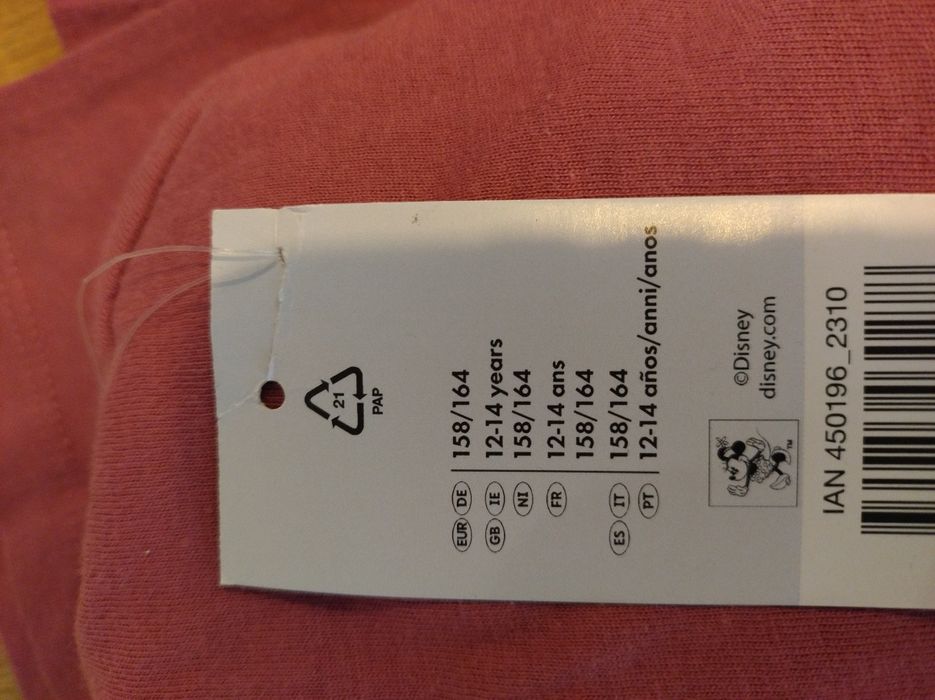 21
PAP
EUR DE 158/164
GB IE 12-14 years
NI 158/164
FR 12-14 ans
158/164
ES IT 158/164
PT 12-14 años/anni/anos
©Disney
disney.com
TM
IAN 450196_2310